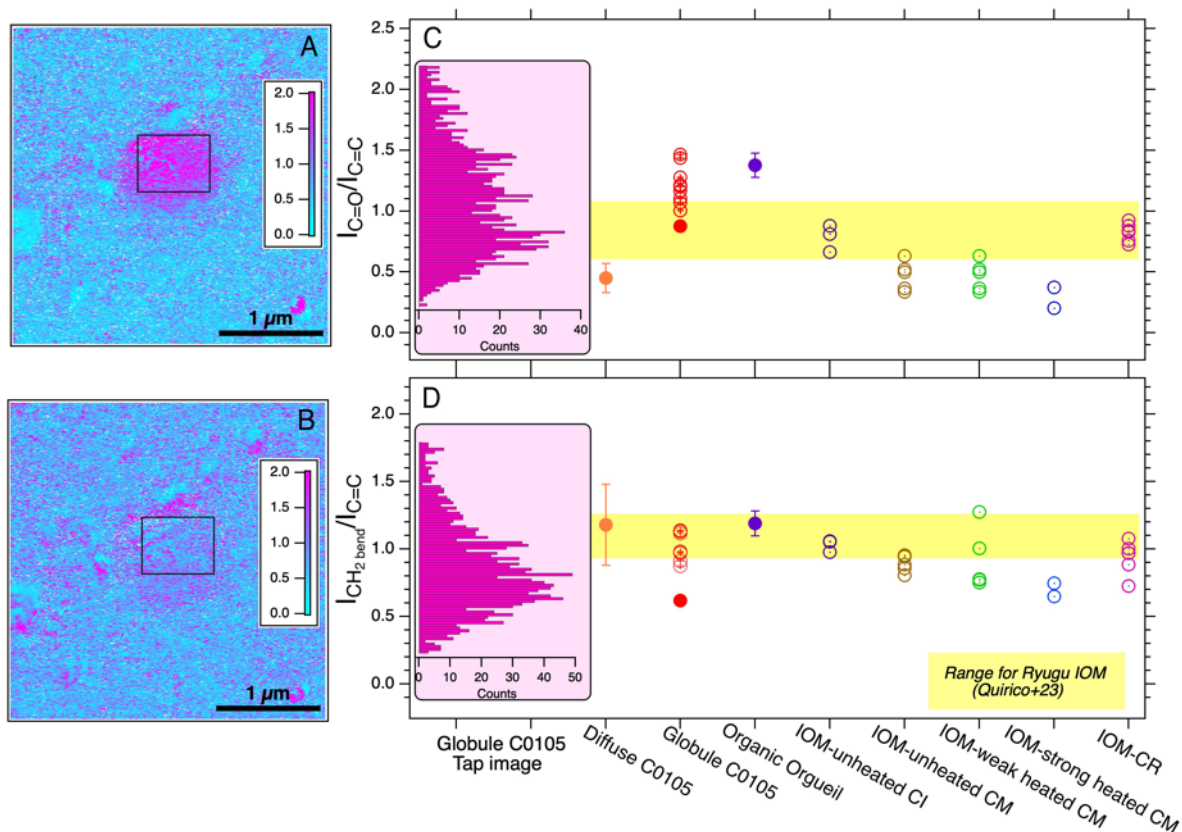 A
2.0
1.5
1.0
0.5
0.0
1 µm
B
2.0
1.5
1.0
0.5
0.0
1 µm
C
I_C=O/I_C=C
2.5
2.0
1.5
1.0
0.5
0.0
0 10 20 30 40
Counts
D
I_CH2 bend/I_C=C
2.0
1.5
1.0
0.5
0.0
0 10 20 30 40 50
Counts
Range for Ryugu IOM
(Quirico+23)
Globule C0105
Tap image
Diffuse C0105
Globule C0105
Organic Orgueil
IOM-unheated CI
IOM-unheated CM
IOM-weak heated CM
IOM-strong heated CM
IOM-CR